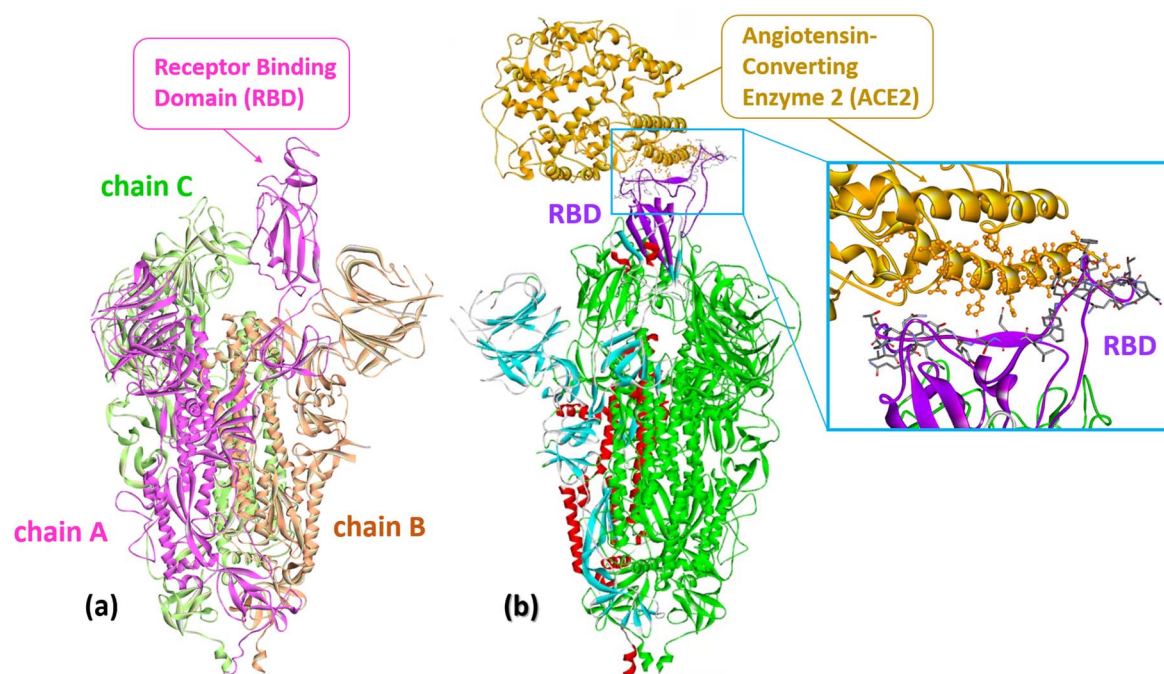 Receptor Binding
Domain (RBD)
chain C
chain A
chain B
(a)
Angiotensin-
Converting
Enzyme 2 (ACE2)
RBD
RBD
(b)